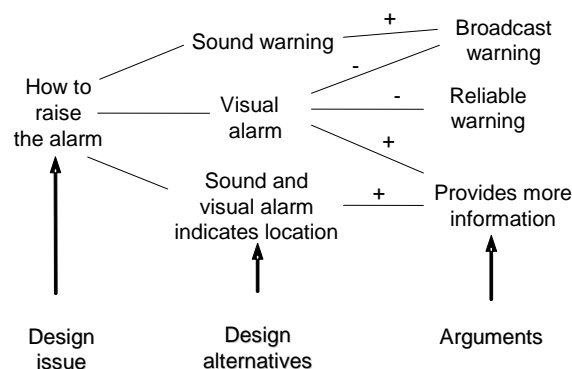 Sound warning
+
Broadcast
warning
How to
raise
the alarm
-
Visual
alarm
-
Reliable
warning
+
Sound and
visual alarm
indicates location
+
Provides more
information
Design
issue
Design
alternatives
Arguments